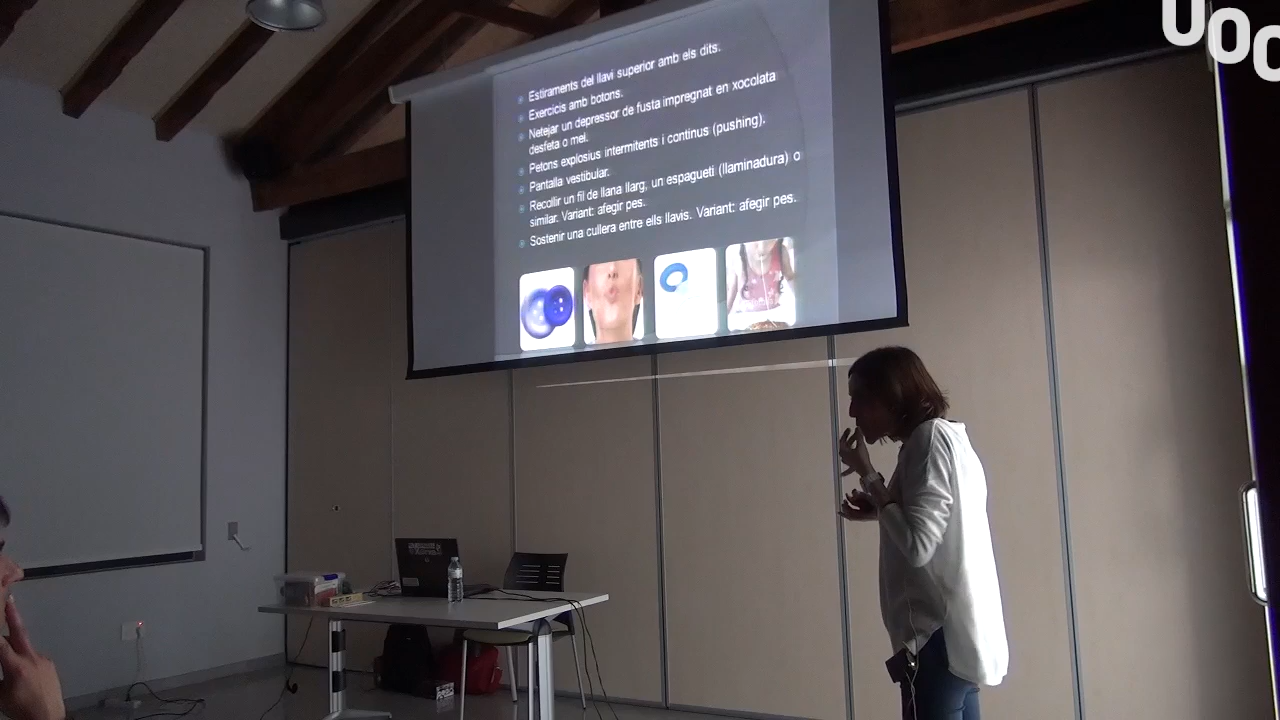 UOC
Estiraments del llavi superior amb els dits.
Exercicis amb botons.
Netejar un depressor de fusta impregnat en xocolata
desfeta o mel.
Petons explosius intermitents i continus (pushing).
Pantalla vestibular.
Recollir un fil de llana llarg, un espagueti (llaminadura) o
similar. Variant: afegir pes.
Sostenir una cullera entre ells llavis. Variant: afegir pes.